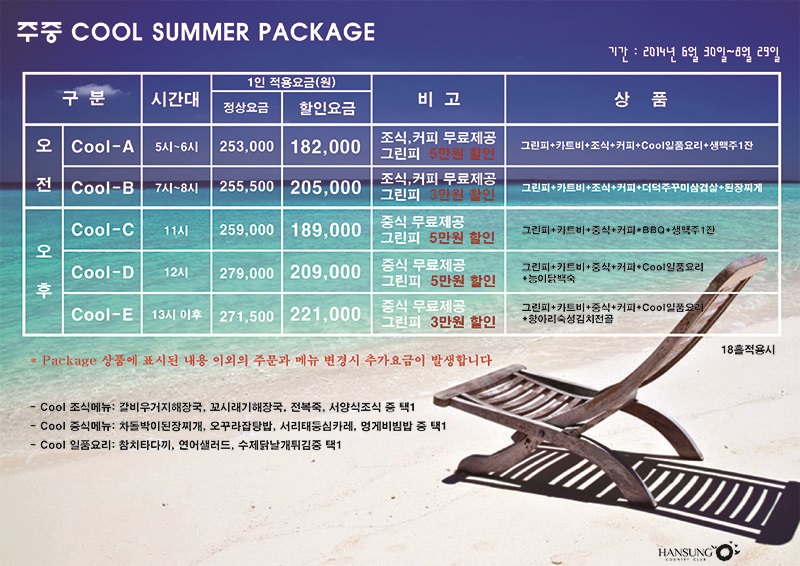 주중 COOL SUMMER PACKAGE
기간 : 2014년 6월 30일~8월 29일
구 분 시간대 1인 적용요금(원) 비 고 상 품
정상요금 할인요금
오전
Cool-A 5시~6시 253,000 182,000 조식,커피 무료제공 그린피+카트비+조식+커피+Cool일품요리+생맥주1잔
그린피 5만원 할인
Cool-B 7시~8시 255,500 205,000 조식,커피 무료제공 그린피+카트비+조식+커피+더덕주꾸미삼겹살+된장찌게
그린피 3만원 할인
오후
Cool-C 11시 259,000 189,000 중식 무료제공 그린피+카트비+중식+커피+BBQ+생맥주1잔
그린피 5만원 할인
Cool-D 12시 279,000 209,000 중식 무료제공 그린피+카트비+중식+커피+Cool일품요리
그린피 5만원 할인 +능이닭백숙
Cool-E 13시 이후 271,500 221,000 중식 무료제공 그린피+카트비+중식+커피+Cool일품요리
그린피 3만원 할인 +항아리숙성김치전골
18홀적용시
* Package 상품에 표시된 내용 이외의 주문과 메뉴 변경시 추가요금이 발생합니다
- Cool 조식메뉴: 갈비우거지해장국, 꼬시래기해장국, 전복죽, 서양식조식 중 택1
- Cool 중식메뉴: 차돌박이된장찌개, 오꾸라잡탕밥, 서리태등심카레, 멍게비빔밥 중 택1
- Cool 일품요리: 참치타다끼, 연어샐러드, 수제닭날개튀김중 택1
HANSUNG
COUNTRY CLUB